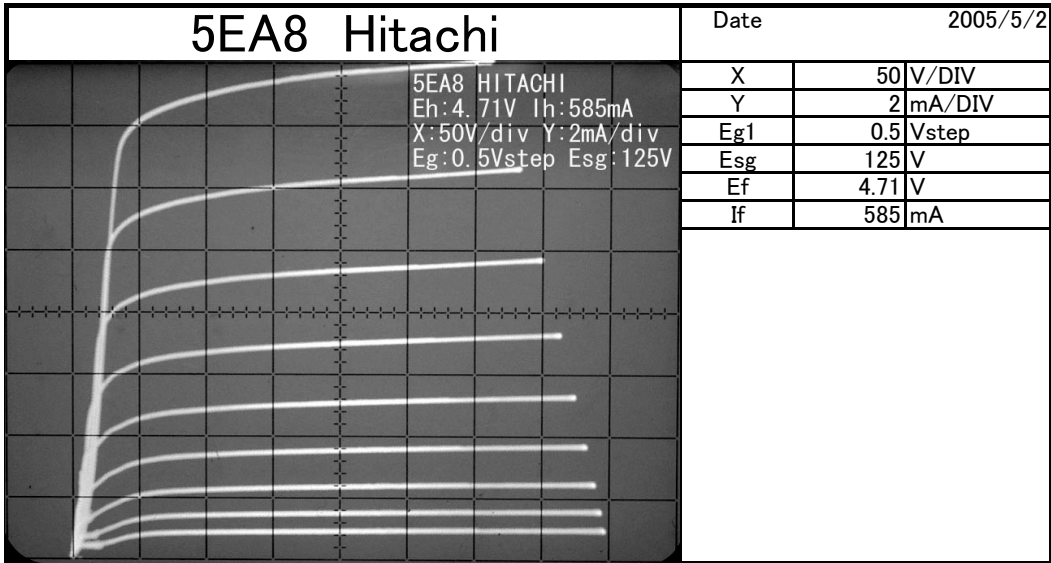 5EA8 Hitachi
Date 2005/5/2
5EA8 HITACHI
Eh:4.71V Ih:585mA
X:50V/div Y:2mA/div
Eg:0.5Vstep Esg:125V
X 50 V/DIV
Y 2 mA/DIV
Eg1 0.5 Vstep
Esg 125 V
Ef 4.71 V
If 585 mA